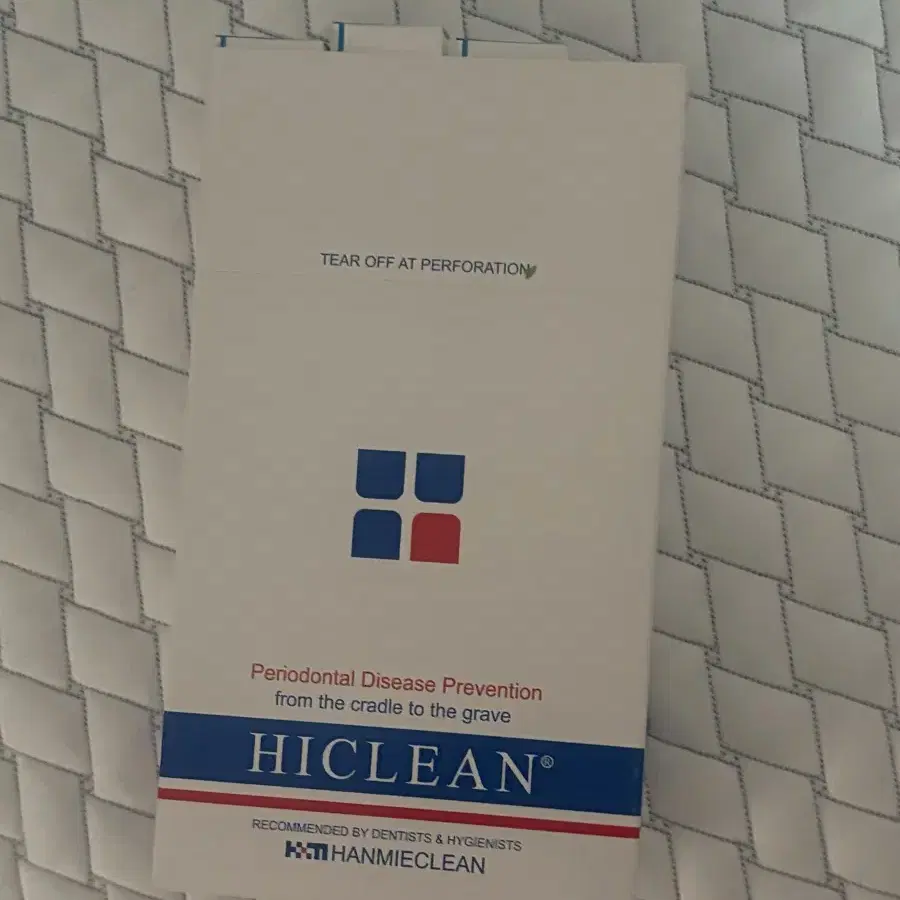 TEAR OFF AT PERFORATION
Periodontal Disease Prevention
from the cradle to the grave
HICLEAN®
RECOMMENDED BY DENTISTS & HYGIENISTS
HMI HANMIECLEAN